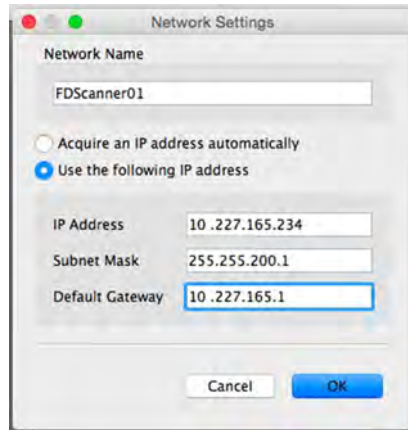 Network Settings
Network Name
FDScanner01
Acquire an IP address automatically
Use the following IP address
IP Address 10 .227.165.234
Subnet Mask 255.255.200.1
Default Gateway 10 .227.165.1
Cancel OK